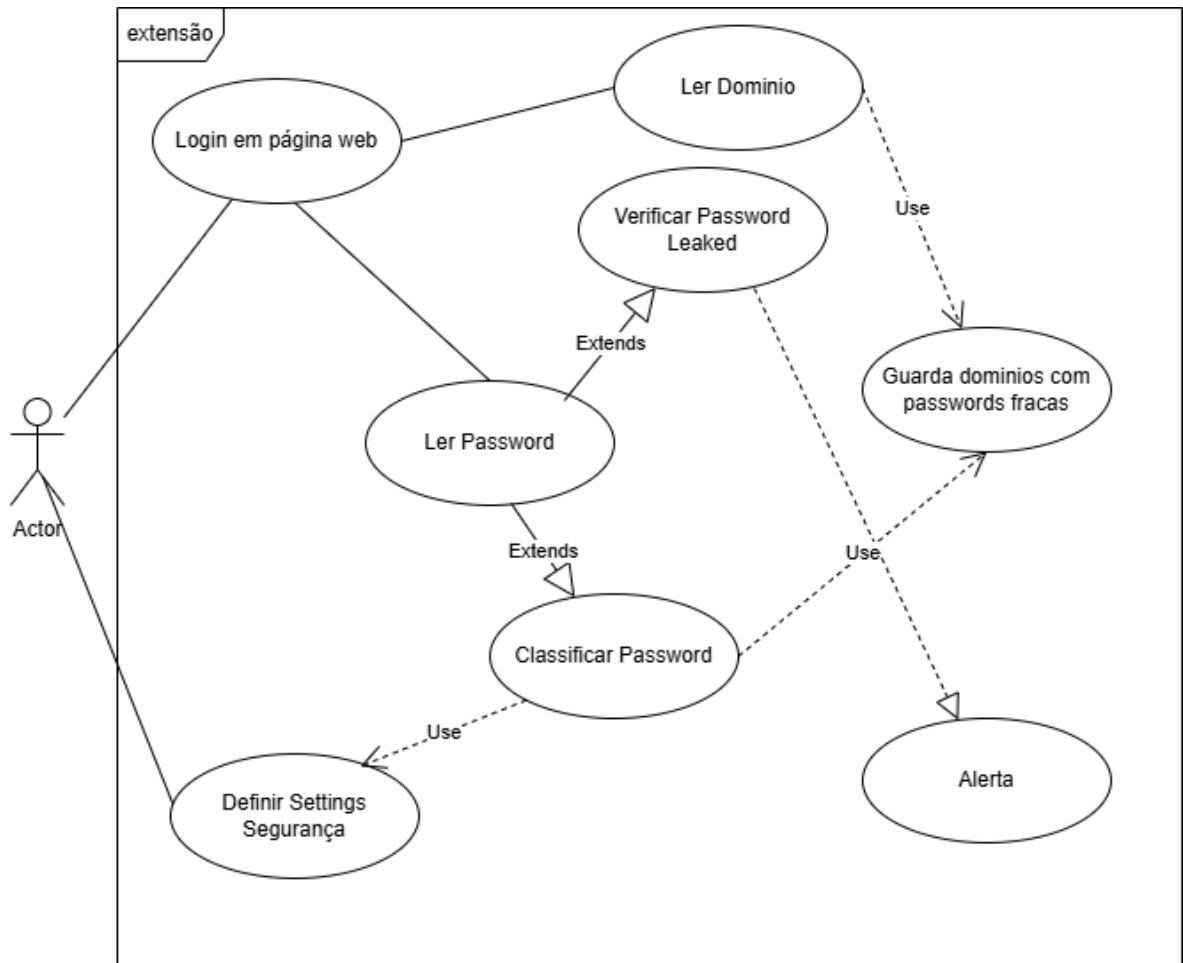 extensão
Ler Dominio
Login em página web
Verificar Password
Leaked
Use
Extends
Guarda dominios com
passwords fracas
Ler Password
Actor
Extends
Use
Classificar Password
Use
Definir Settings
Segurança
Alerta